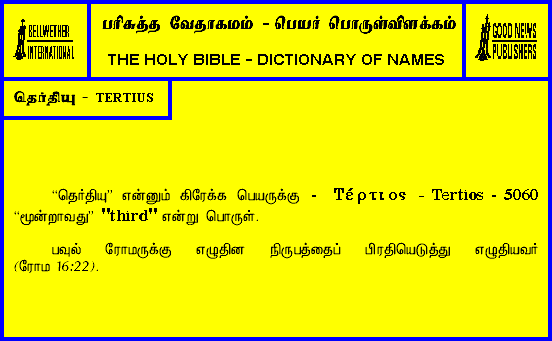 BELLWETHER
INTERNATIONAL
பரிசுத்த வேதாகமம் - பெயர் பொருள்விளக்கம்
THE HOLY BIBLE - DICTIONARY OF NAMES
GOOD NEWS
PUBLISHERS
தெர்தியு - TERTIUS
“தெர்தியு” என்னும் கிரேக்க பெயருக்கு - Τέρτιος - Tertios - 5060
“மூன்றாவது” "third" என்று பொருள்.
பவுல் ரோமருக்கு எழுதின நிருபத்தைப் பிரதியெடுத்து எழுதியவர்
(ரோம 16:22).